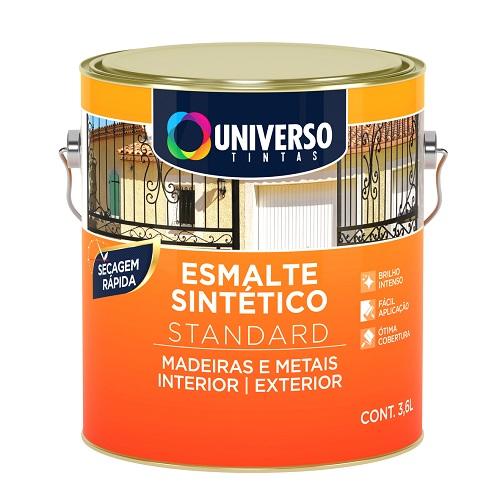 UNIVERSO
TINTAS
SECAGEM
RÁPIDA
ESMALTE
SINTÉTICO
STANDARD
MADEIRAS E METAIS
INTERIOR | EXTERIOR
BRILHO
INTENSO
FÁCIL
APLICAÇÃO
ÓTIMA
COBERTURA
CONT. 3,6L